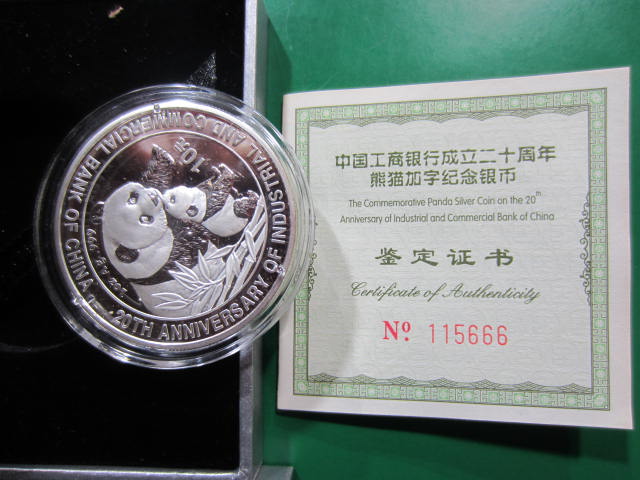 20TH ANNIVERSARY OF INDUSTRIAL AND COMMERCIAL BANK OF CHINA
10元
1oz Ag .999
中国工商银行成立二十周年
熊猫加字纪念银币
The Commemorative Panda Silver Coin on the 20th
Anniversary of Industrial and Commercial Bank of China
鉴定证书
Certificate of Authenticity
No. 115666